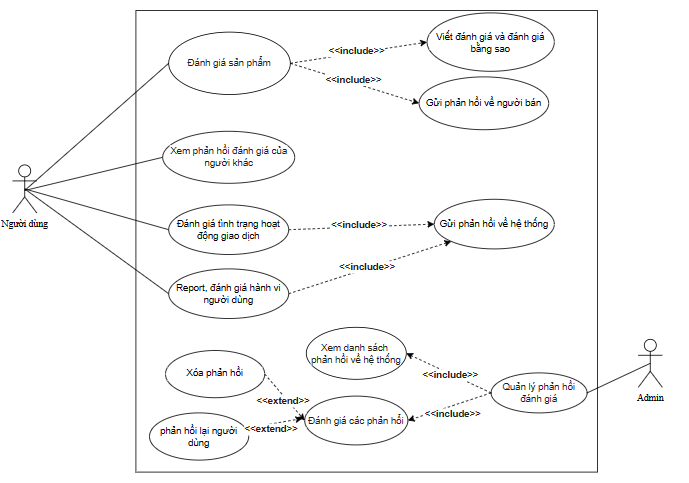 Viết đánh giá và đánh giá
bằng sao
<<include>>
Đánh giá sản phẩm
<<include>>
Gửi phản hồi về người bán
Xem phản hồi đánh giá của
người khác
Người dùng
Đánh giá tình trạng hoạt
động giao dịch
<<include>>
Gửi phản hồi về hệ thống
<<include>>
Report, đánh giá hành vi
người dùng
Xem danh sách
phản hồi về hệ thống
Xóa phản hồi
<<include>>
Quản lý phản hồi
đánh giá
Admin
<<extend>>
<<include>>
Đánh giá các phản hồi
<<extend>>
phản hồi lại người
dùng